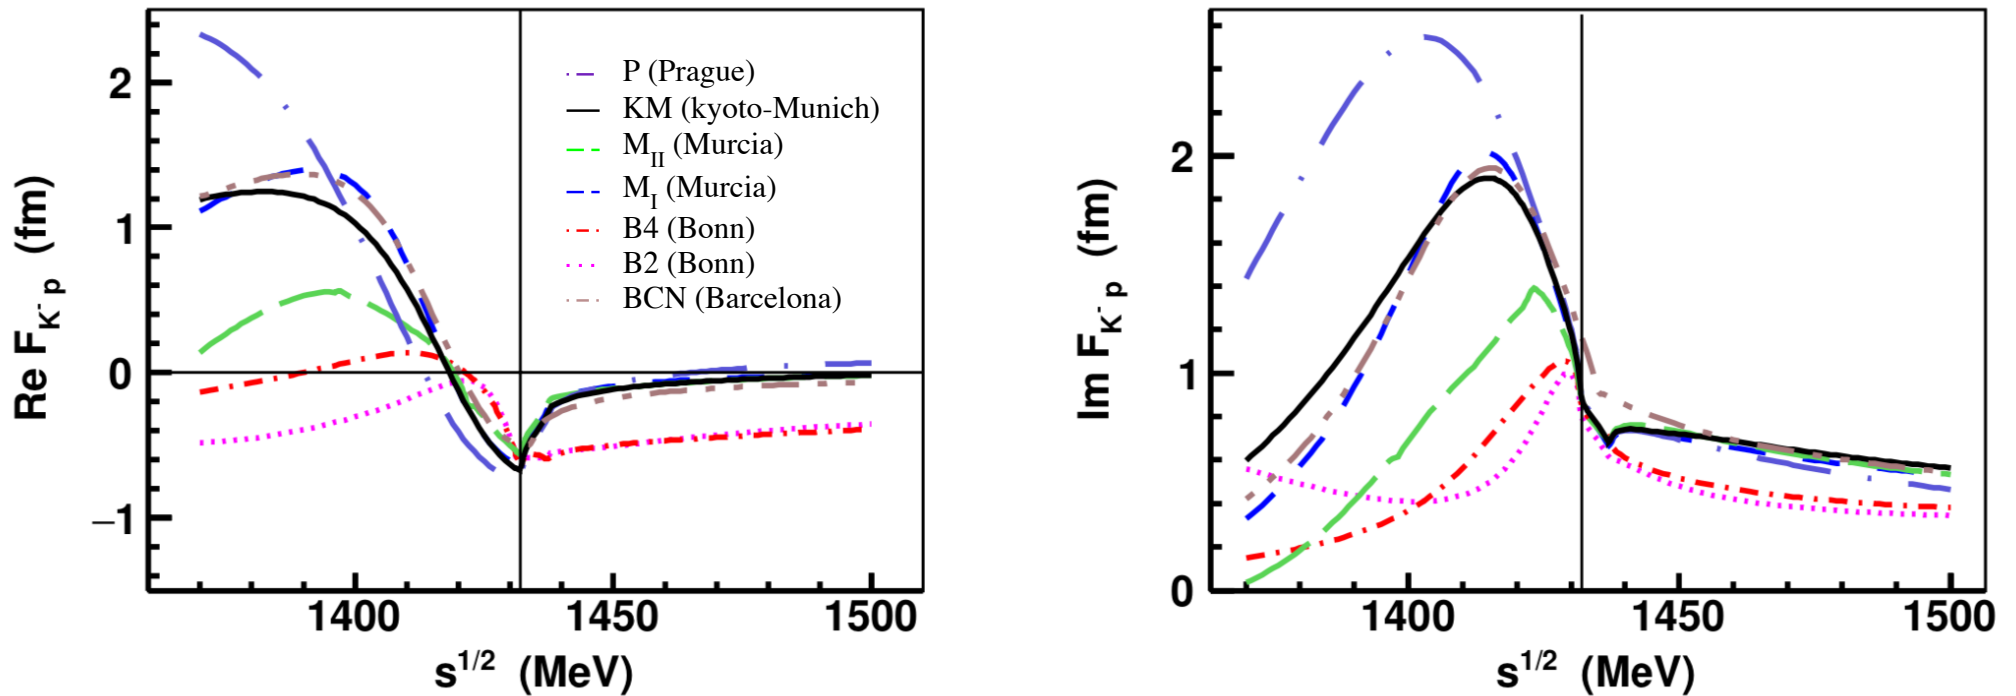 Re F_{K^- p} (fm)
2
1
0
−1
1400 1450 1500
s^{1/2} (MeV)
P (Prague)
KM (kyoto-Munich)
M_{II} (Murcia)
M_I (Murcia)
B4 (Bonn)
B2 (Bonn)
BCN (Barcelona)
Im F_{K^- p} (fm)
2
1
0
1400 1450 1500
s^{1/2} (MeV)